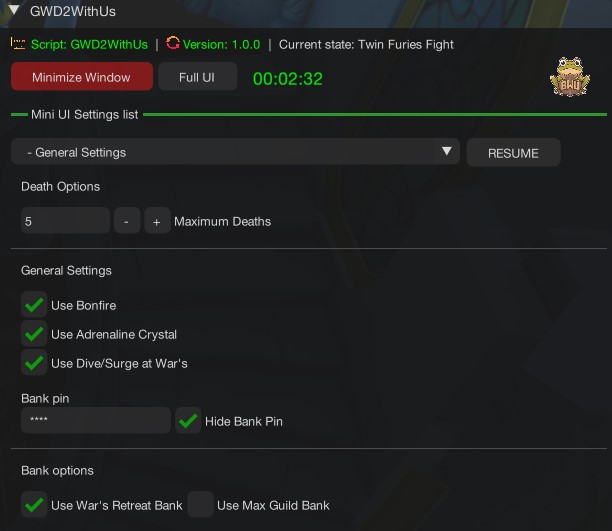 GWD2WithUs
Script: GWD2WithUs | Version: 1.0.0 | Current state: Twin Furies Fight
Minimize Window Full UI 00:02:32
BWU
Mini UI Settings list
- General Settings RESUME
Death Options
5 - + Maximum Deaths
General Settings
Use Bonfire
Use Adrenaline Crystal
Use Dive/Surge at War's
Bank pin
**** Hide Bank Pin
Bank options
Use War's Retreat Bank Use Max Guild Bank